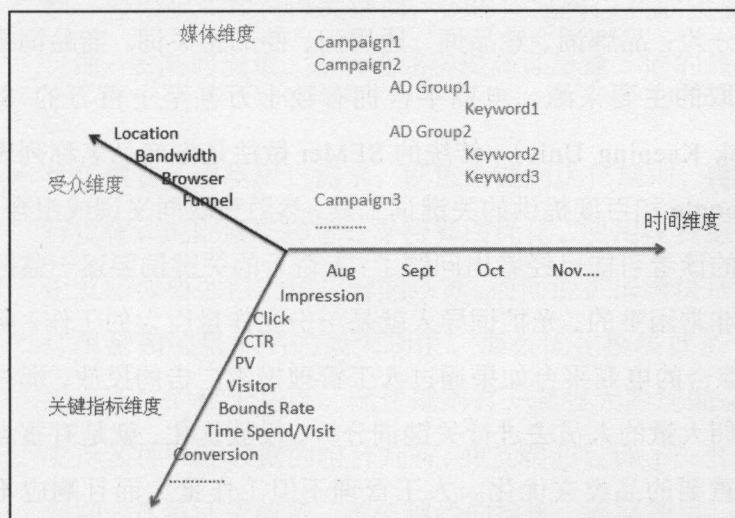 媒体维度
Campaign1
Campaign2
AD Group1
Keyword1
AD Group2
Keyword2
Keyword3
Campaign3
............
Location
Bandwidth
Browser
Funnel
受众维度
时间维度
Aug Sept Oct Nov....
Impression
Click
CTR
PV
Visitor
Bounds Rate
Time Spend/Visit
Conversion
............
关键指标维度